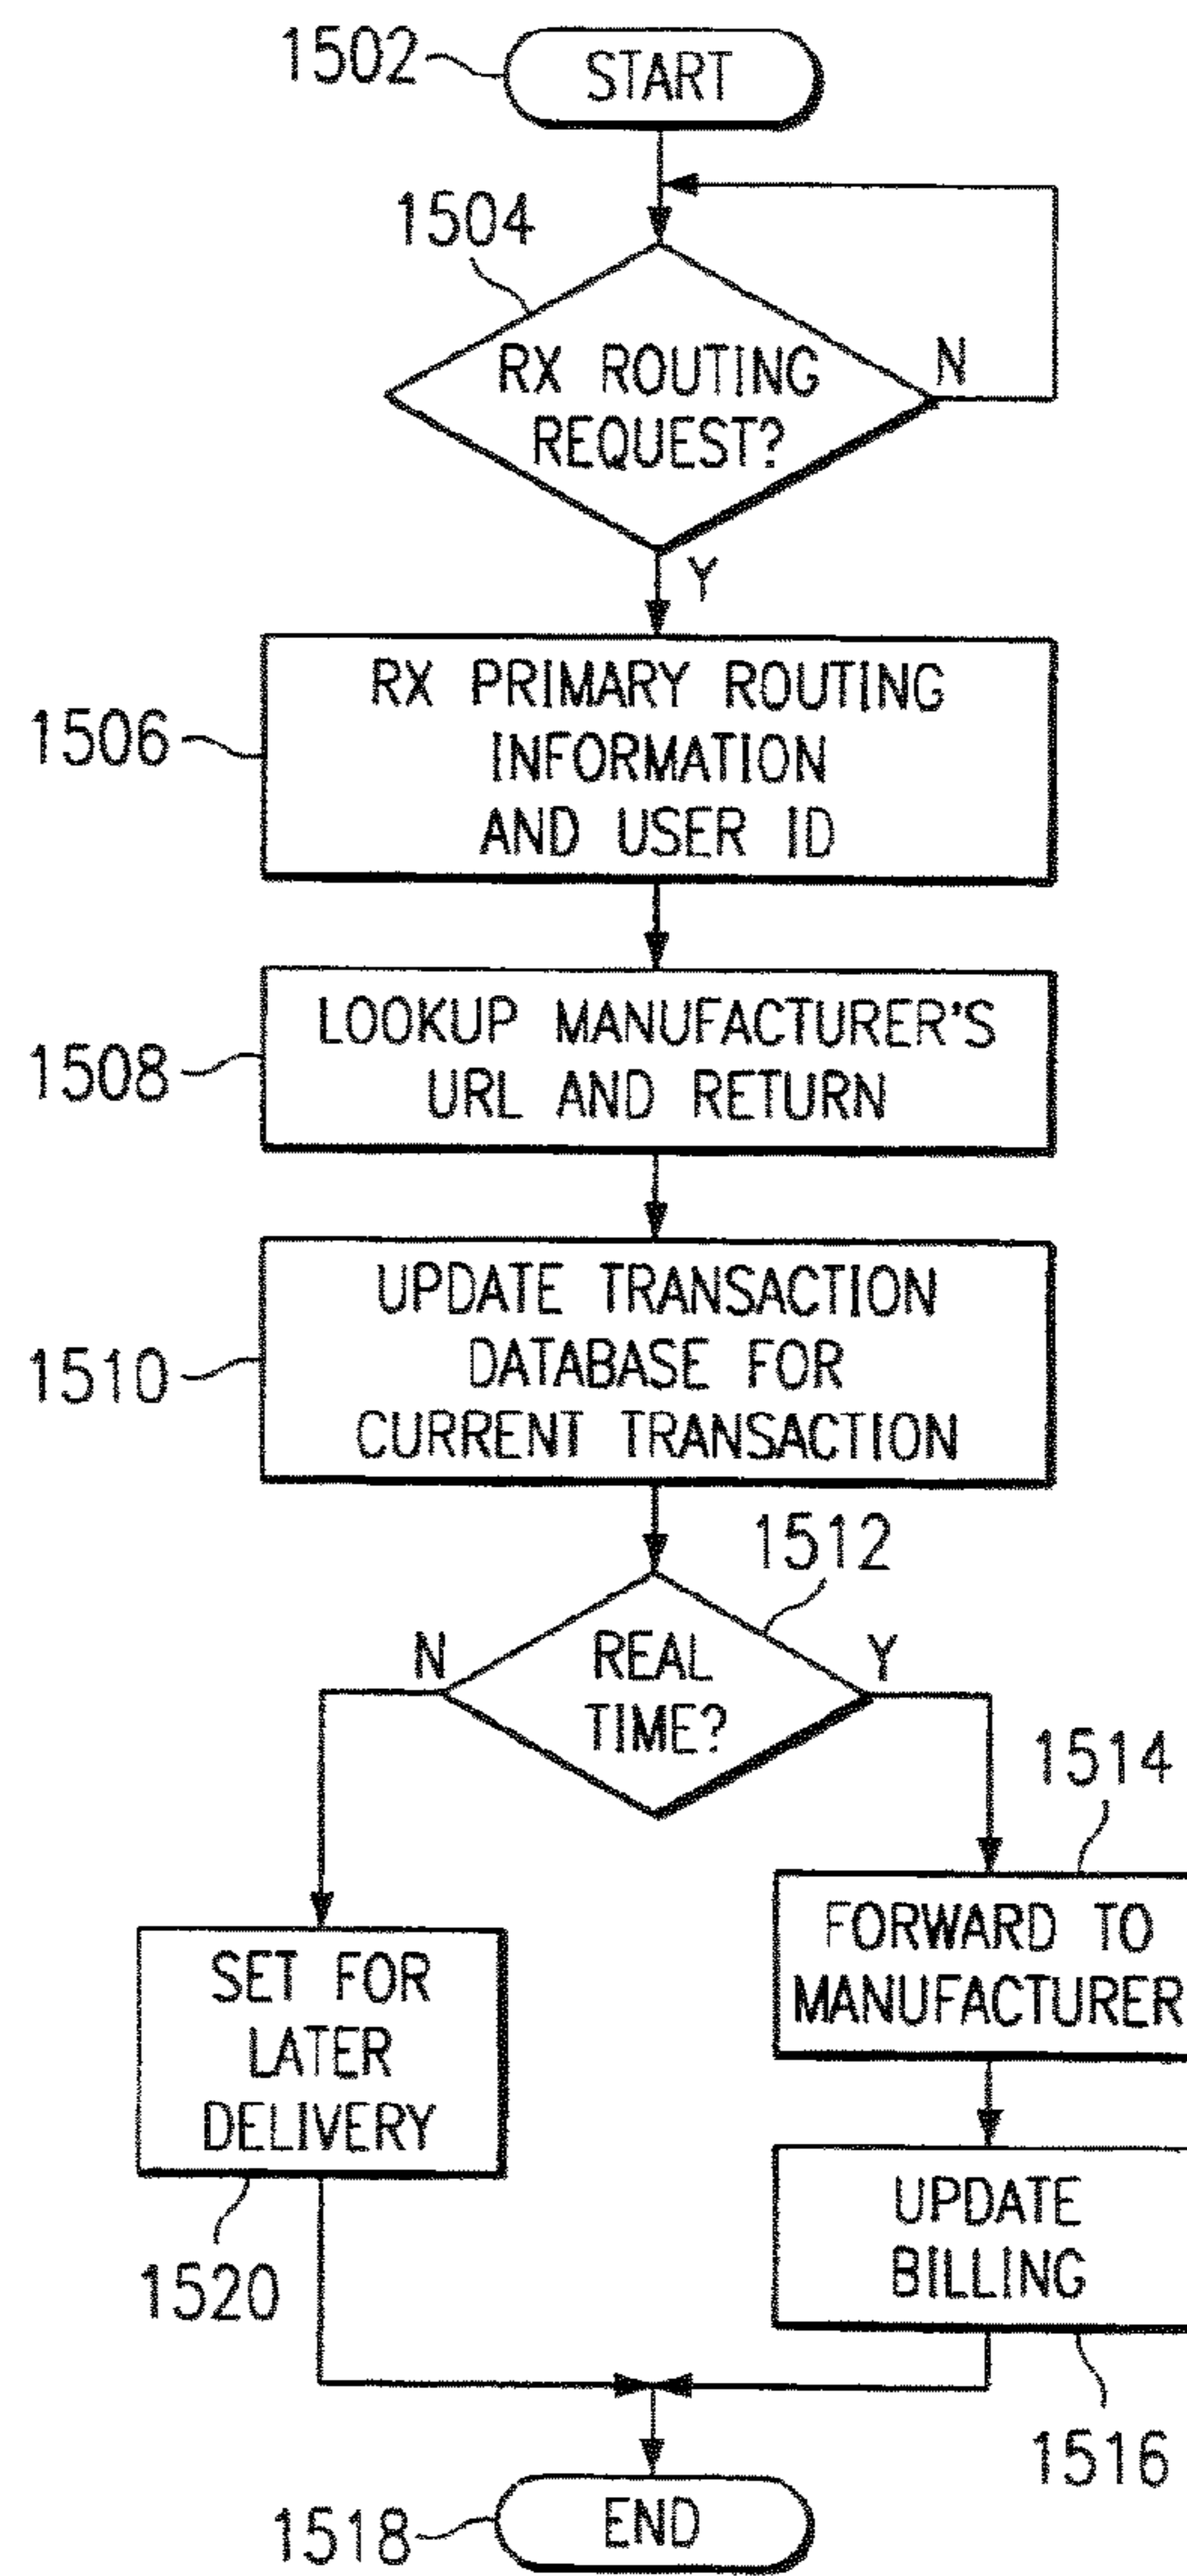 1502
START
1504
RX ROUTING
REQUEST?
N
Y
RX PRIMARY ROUTING
INFORMATION
AND USER ID
1506
LOOKUP MANUFACTURER'S
URL AND RETURN
1508
UPDATE TRANSACTION
DATABASE FOR
CURRENT TRANSACTION
1510
1512
REAL
TIME?
N
Y
1514
FORWARD TO
MANUFACTURER
SET FOR
LATER
DELIVERY
1520
UPDATE
BILLING
1516
1518
END